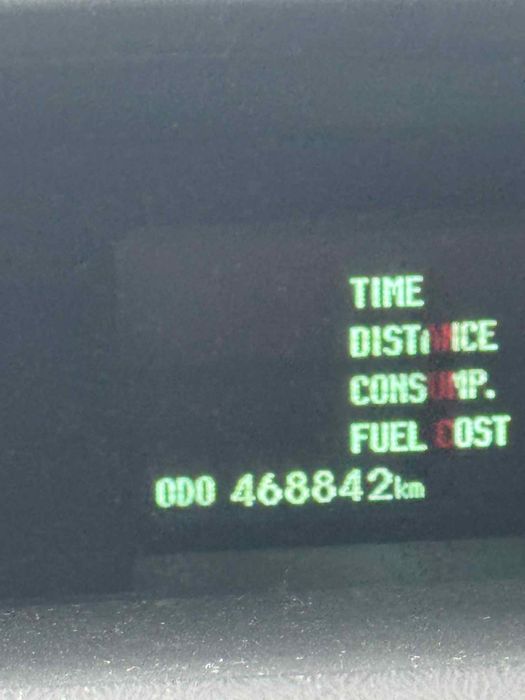 TIME
DISTANCE
CONSUMP.
FUEL COST
ODO 468842km